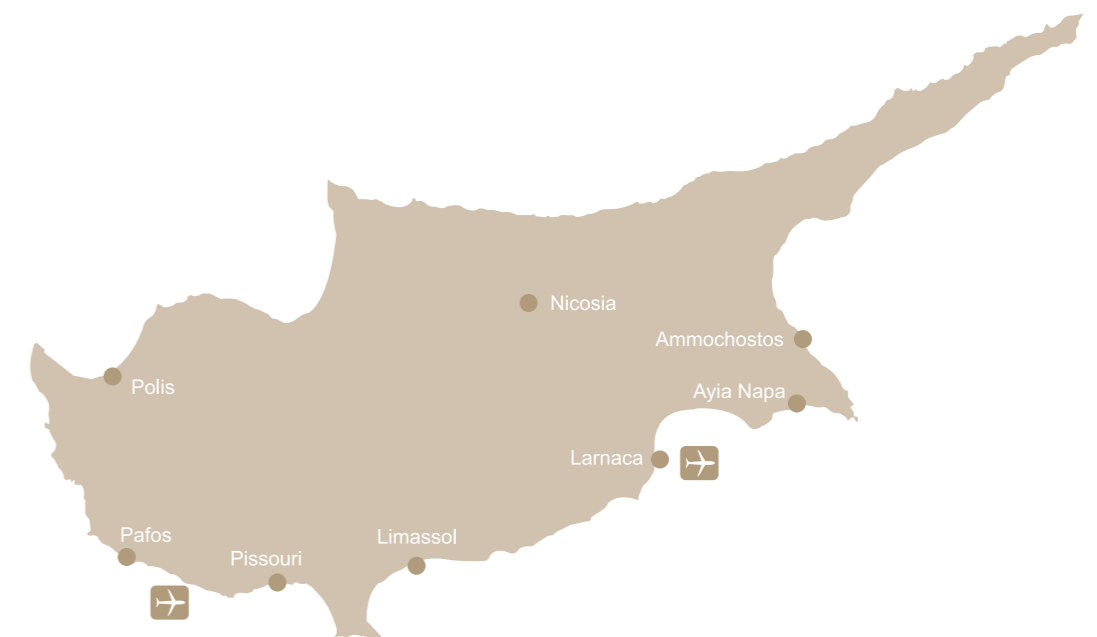 Nicosia
Ammochostos
Polis
Ayia Napa
Larnaca
Pafos
Limassol
Pissouri